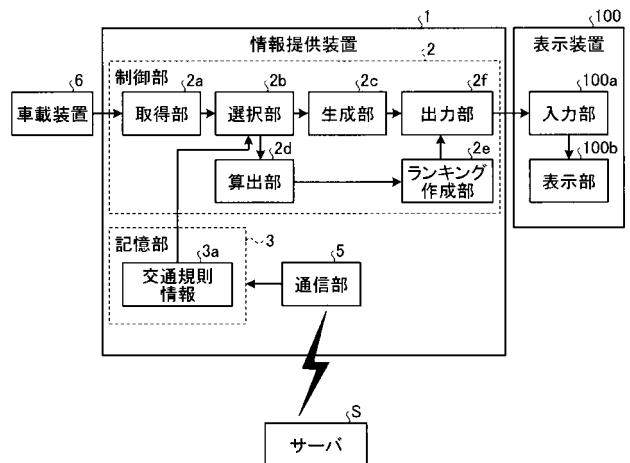 1
100
情報提供装置
2
表示装置
制御部
6
2a
2b
2c
2f
100a
車載装置
取得部
選択部
生成部
出力部
入力部
2d
2e
100b
算出部
ランキング
作成部
表示部
記憶部
3
3a
5
交通規則
情報
通信部
S
サーバ